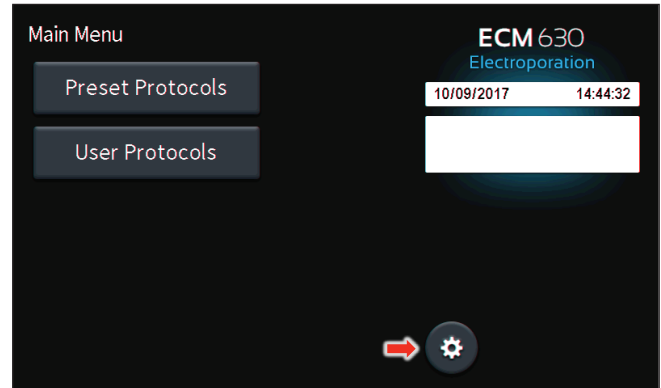 Main Menu
Preset Protocols
User Protocols
ECM 630
Electroporation
10/09/2017 14:44:32